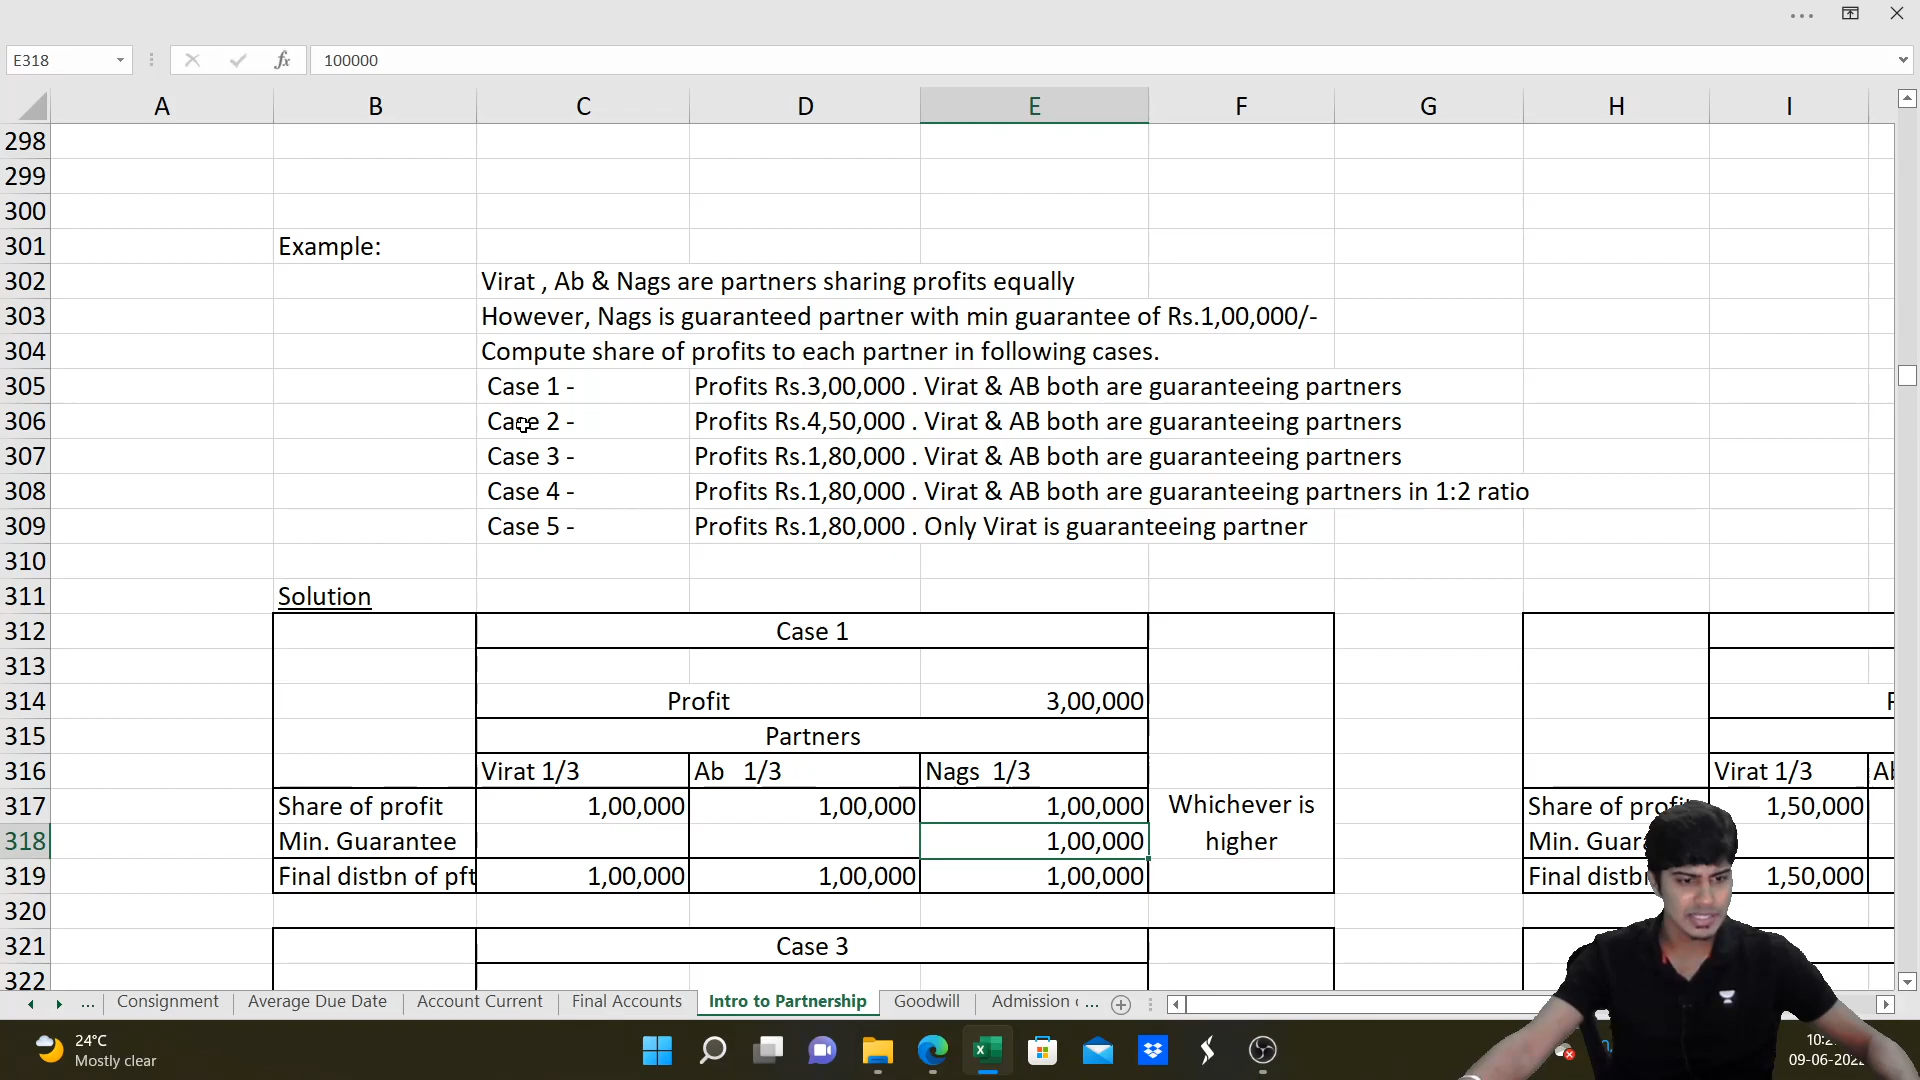 E318
fx
100000
A B C D E F G H I
298
299
300
301 Example:
302 Virat , Ab & Nags are partners sharing profits equally
303 However, Nags is guaranteed partner with min guarantee of Rs.1,00,000/-
304 Compute share of profits to each partner in following cases.
305 Case 1 - Profits Rs.3,00,000 . Virat & AB both are guaranteeing partners
306 Case 2 - Profits Rs.4,50,000 . Virat & AB both are guaranteeing partners
307 Case 3 - Profits Rs.1,80,000 . Virat & AB both are guaranteeing partners
308 Case 4 - Profits Rs.1,80,000 . Virat & AB both are guaranteeing partners in 1:2 ratio
309 Case 5 - Profits Rs.1,80,000 . Only Virat is guaranteeing partner
310
311 Solution
312 Case 1
313
314 Profit 3,00,000
315 Partners
316 Virat 1/3 Ab 1/3 Nags 1/3 Virat 1/3
317 Share of profit 1,00,000 1,00,000 1,00,000 Whichever is Share of 1,50,000
318 Min. Guarantee 1,00,000 higher Min.
319 Final distbn of pft 1,00,000 1,00,000 1,00,000 Final 1,50,000
320
321 Case 3
322
... Consignment Average Due Date Account Current Final Accounts Intro to Partnership Goodwill Admission ...
24°C
Mostly clear